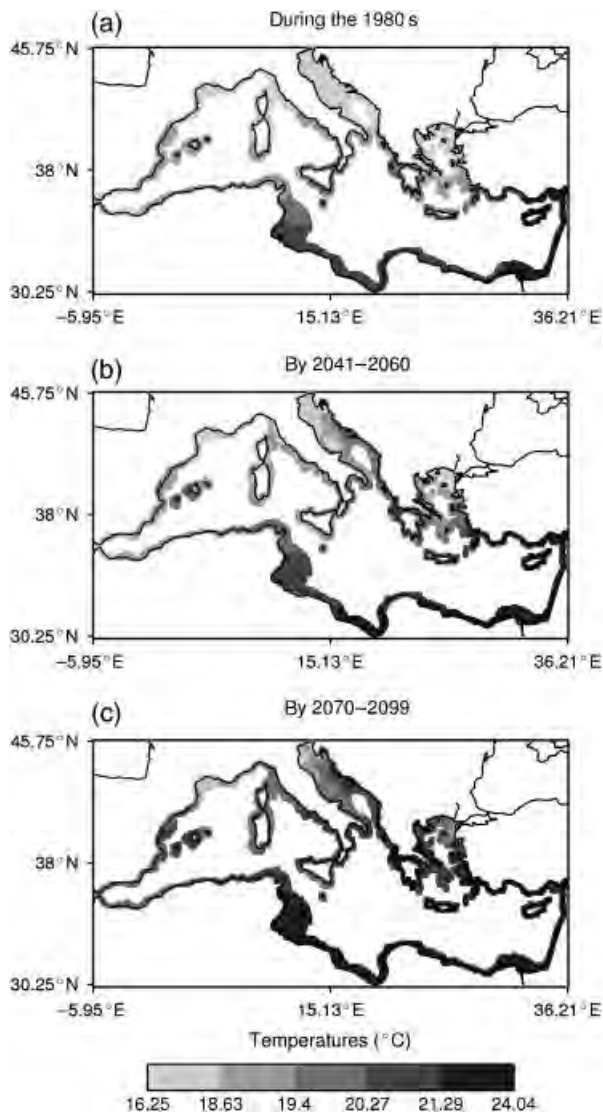 (a) During the 1980s
45.75°N
38°N
30.25°N
−5.95°E 15.13°E 36.21°E
(b) By 2041–2060
45.75°N
38°N
30.25°N
−5.95°E 15.13°E 36.21°E
(c) By 2070–2099
45.75°N
38°N
30.25°N
−5.95°E 15.13°E 36.21°E
Temperatures (°C)
16.25 18.63 19.4 20.27 21.29 24.04